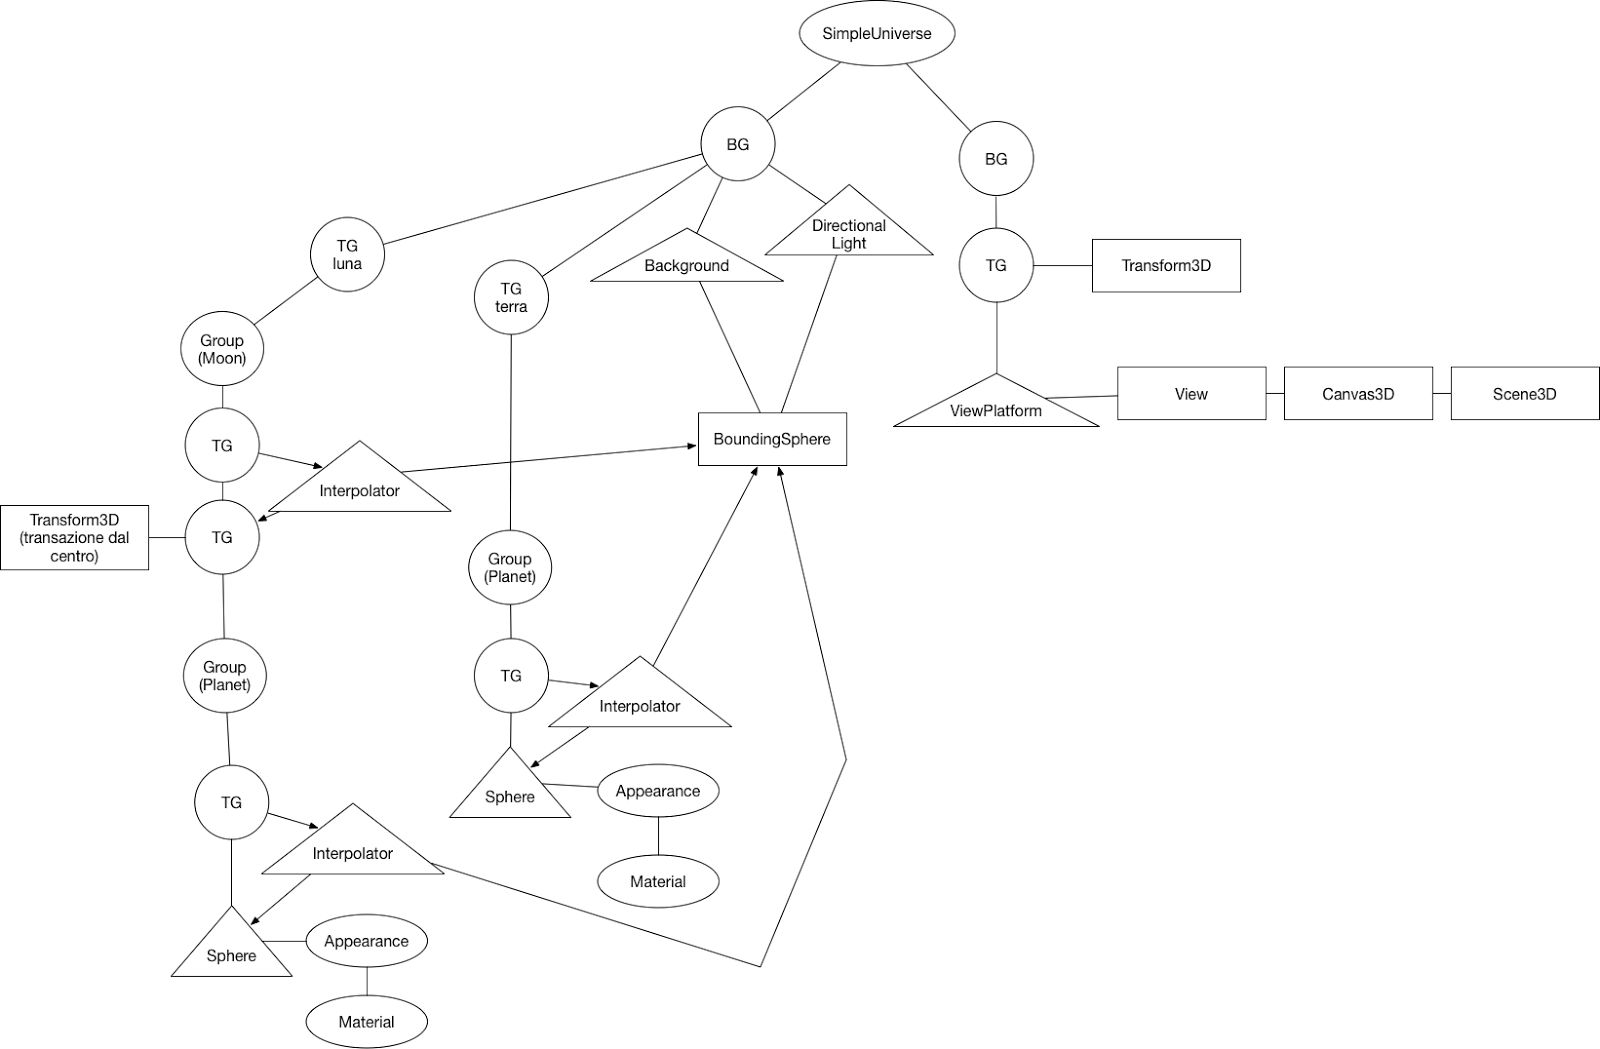 SimpleUniverse
BG
BG
TG
luna
TG
terra
Background
Directional
Light
TG
Transform3D
Group
(Moon)
ViewPlatform
View
Canvas3D
Scene3D
TG
Interpolator
BoundingSphere
Transform3D
(transazione dal
centro)
TG
Group
(Planet)
Group
(Planet)
TG
Interpolator
Sphere
Appearance
Material
TG
Interpolator
Sphere
Appearance
Material